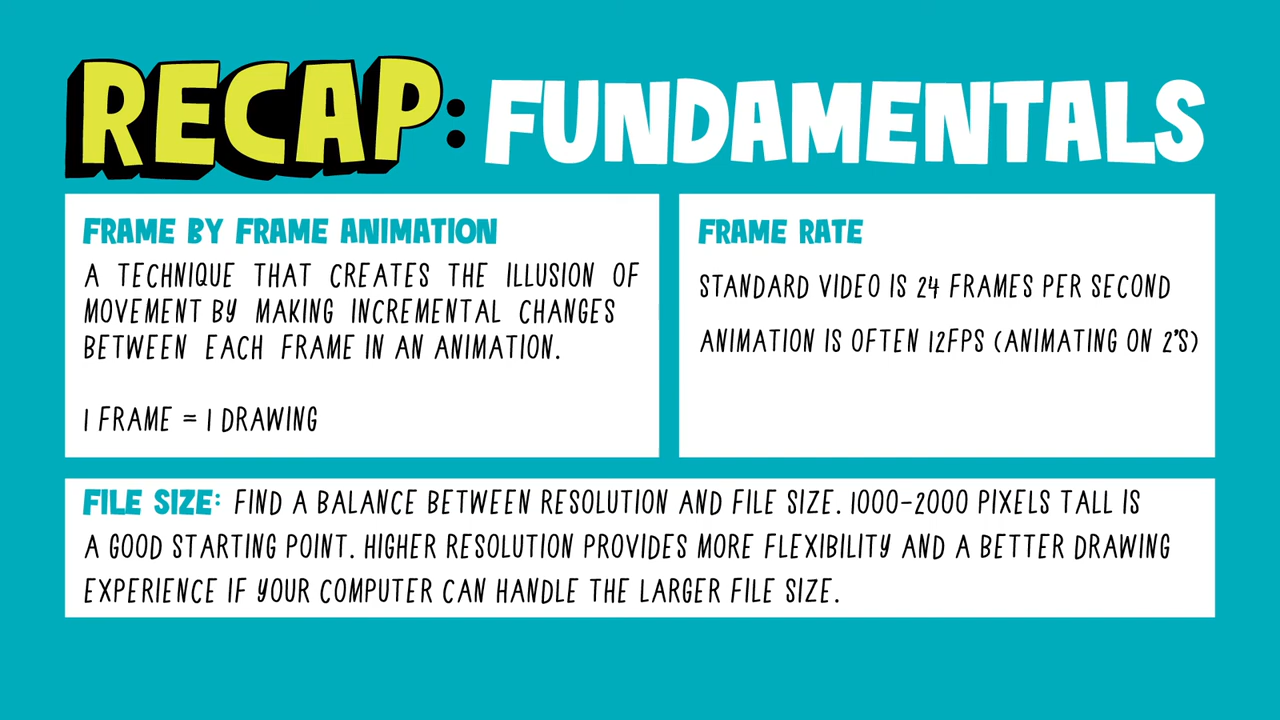 RECAP: FUNDAMENTALS
FRAME BY FRAME ANIMATION
A TECHNIQUE THAT CREATES THE ILLUSION OF
MOVEMENT BY MAKING INCREMENTAL CHANGES
BETWEEN EACH FRAME IN AN ANIMATION.
1 FRAME = 1 DRAWING
FRAME RATE
STANDARD VIDEO IS 24 FRAMES PER SECOND
ANIMATION IS OFTEN 12FPS (ANIMATING ON 2'S)
FILE SIZE: FIND A BALANCE BETWEEN RESOLUTION AND FILE SIZE. 1000-2000 PIXELS TALL IS
A GOOD STARTING POINT. HIGHER RESOLUTION PROVIDES MORE FLEXIBILITY AND A BETTER DRAWING
EXPERIENCE IF YOUR COMPUTER CAN HANDLE THE LARGER FILE SIZE.